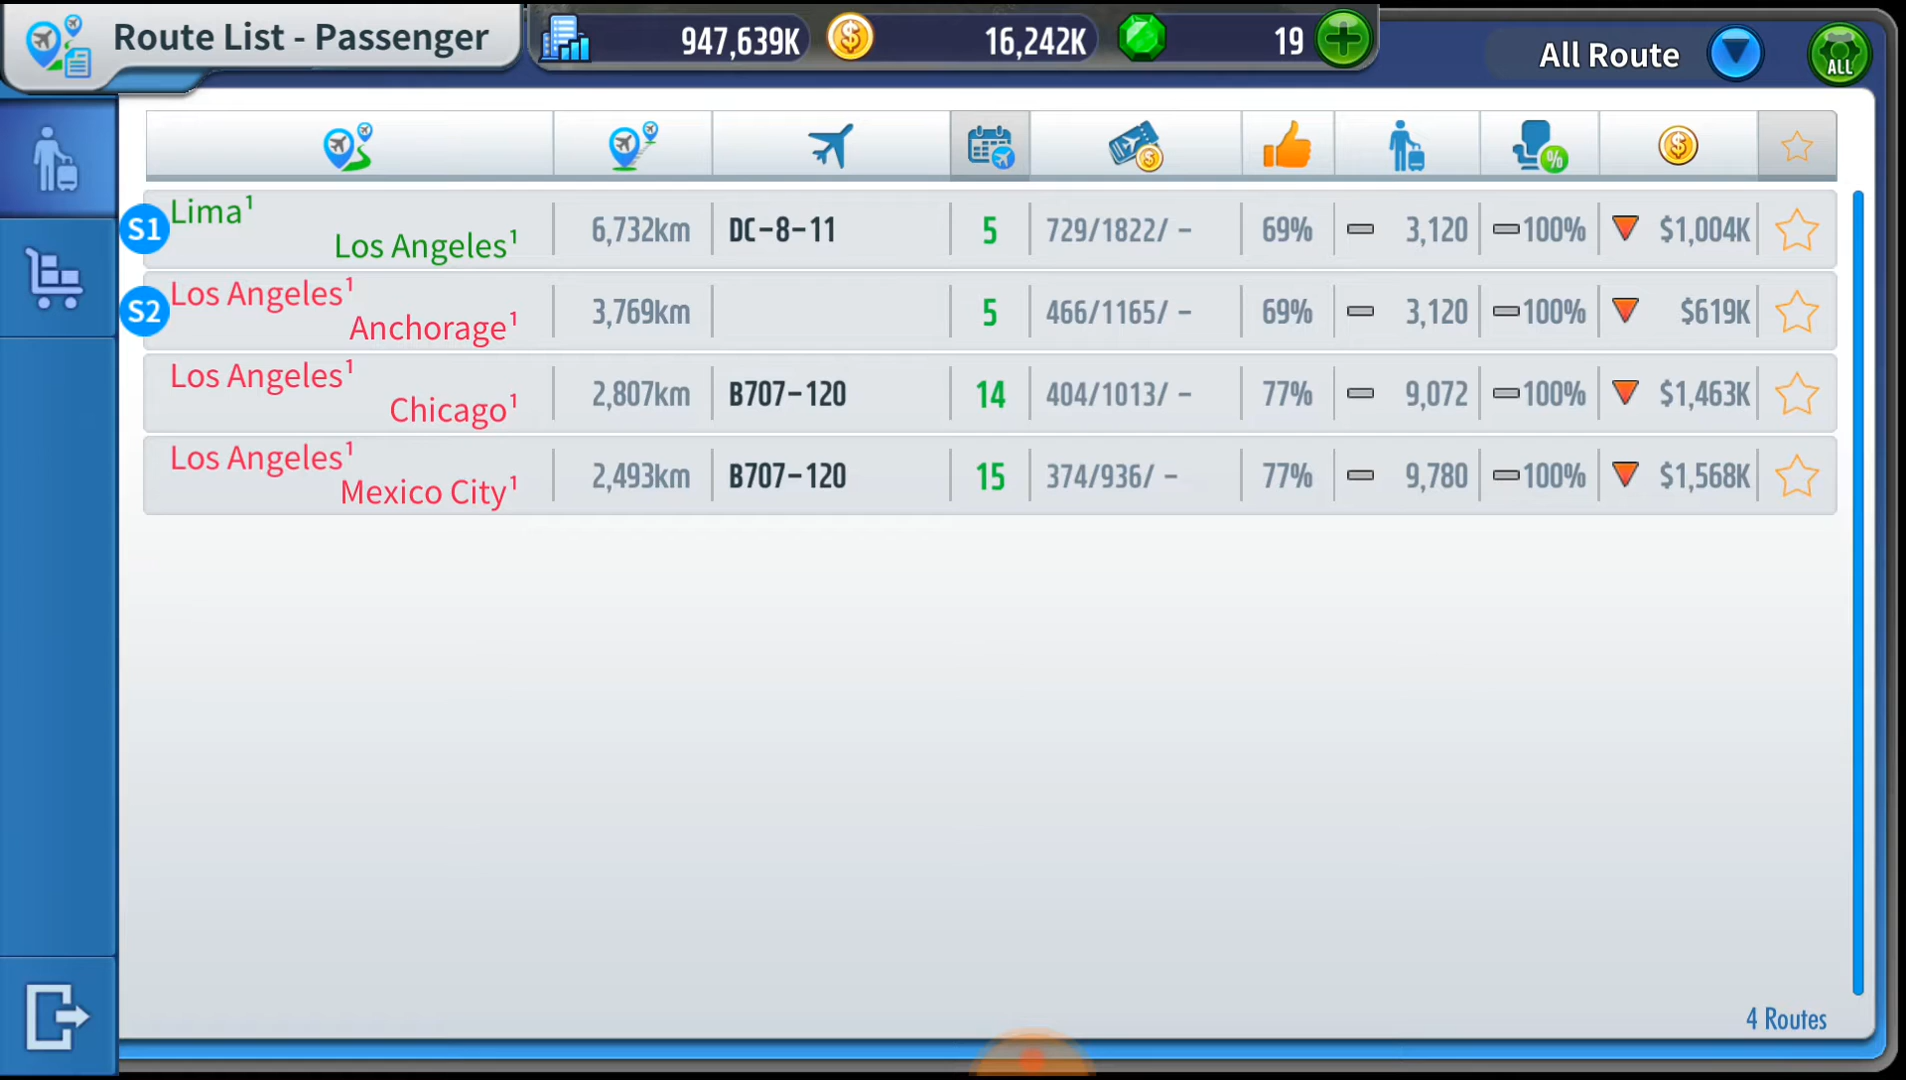 Route List - Passenger
947,639K
16,242K
19
All Route
ALL
%
S1 Lima¹ Los Angeles¹ 6,732km DC-8-11 5 729/1822/ - 69% 3,120 100% $1,004K
S2 Los Angeles¹ Anchorage¹ 3,769km 5 466/1165/ - 69% 3,120 100% $619K
Los Angeles¹ Chicago¹ 2,807km B707-120 14 404/1013/ - 77% 9,072 100% $1,463K
Los Angeles¹ Mexico City¹ 2,493km B707-120 15 374/936/ - 77% 9,780 100% $1,568K
4 Routes